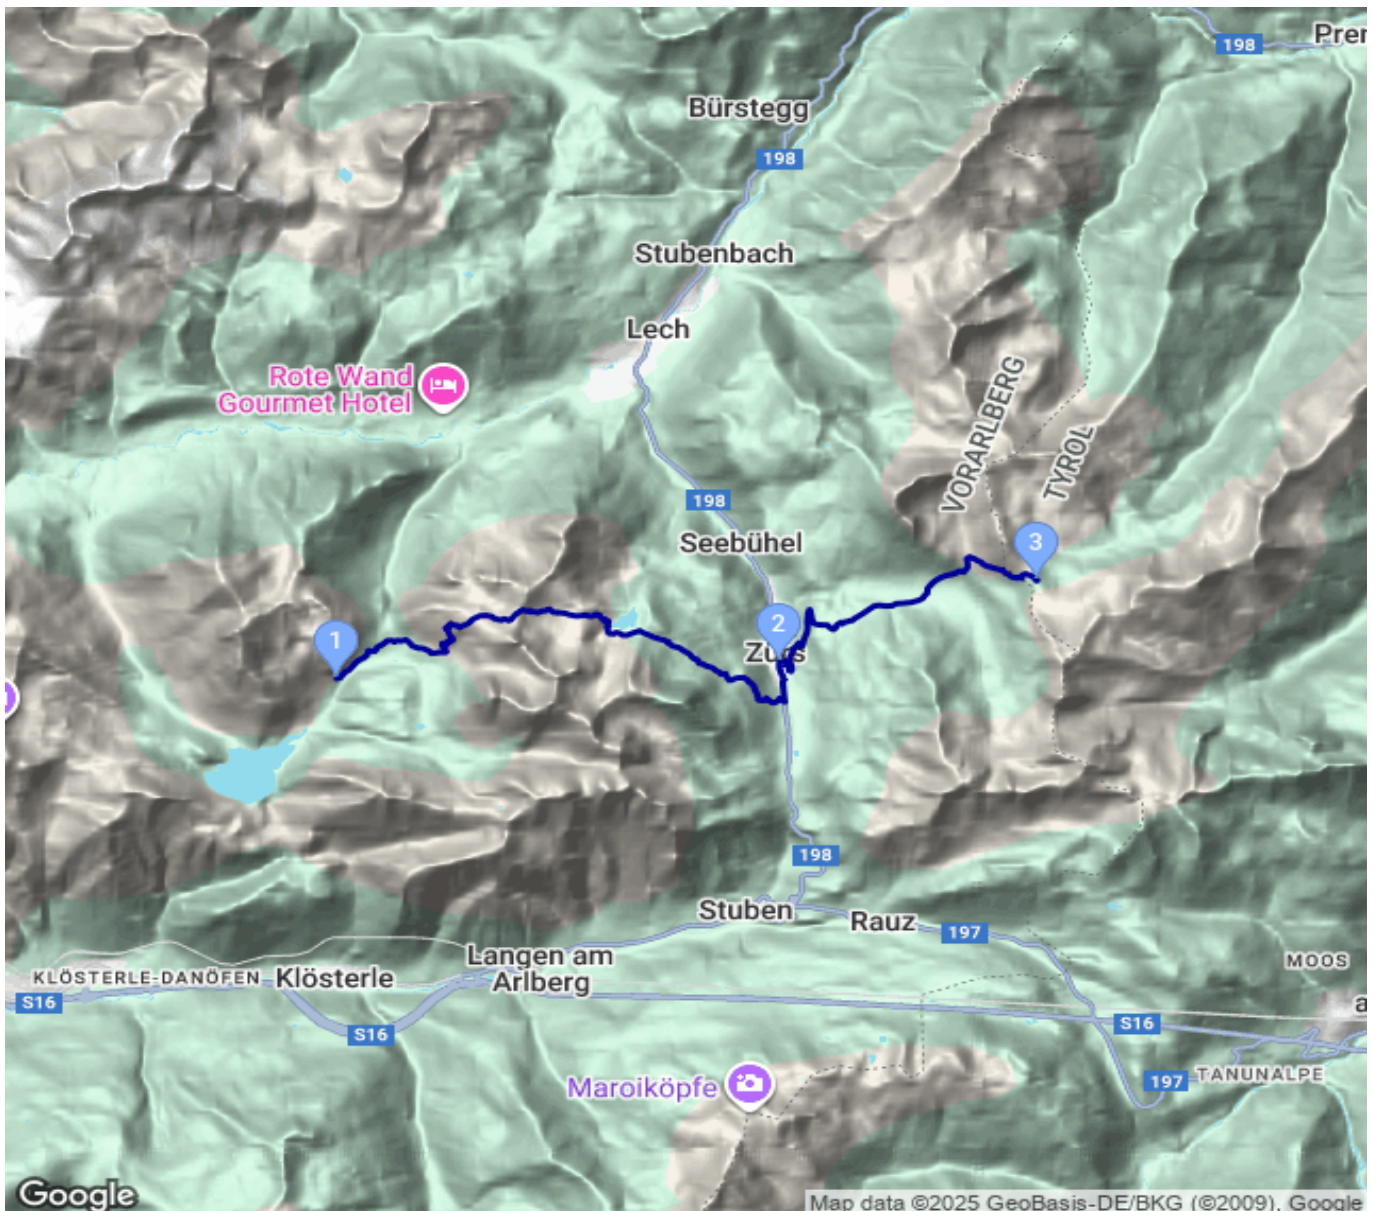 198
Prer
Bürstegg
198
Stubenbach
Lech
Rote Wand
Gourmet Hotel
VORARLBERG
TYROL
198
Seebühel
3
2
1
Zürs
198
Stuben
Rauz
197
Langen am
Arlberg
MOOS
KLÖSTERLE-DANÖFEN
Klösterle
S16
a
S16
S16
Maroiköpfe
197
TANUNALPE
Google
Map data ©2025 GeoBasis-DE/BKG (©2009), Google